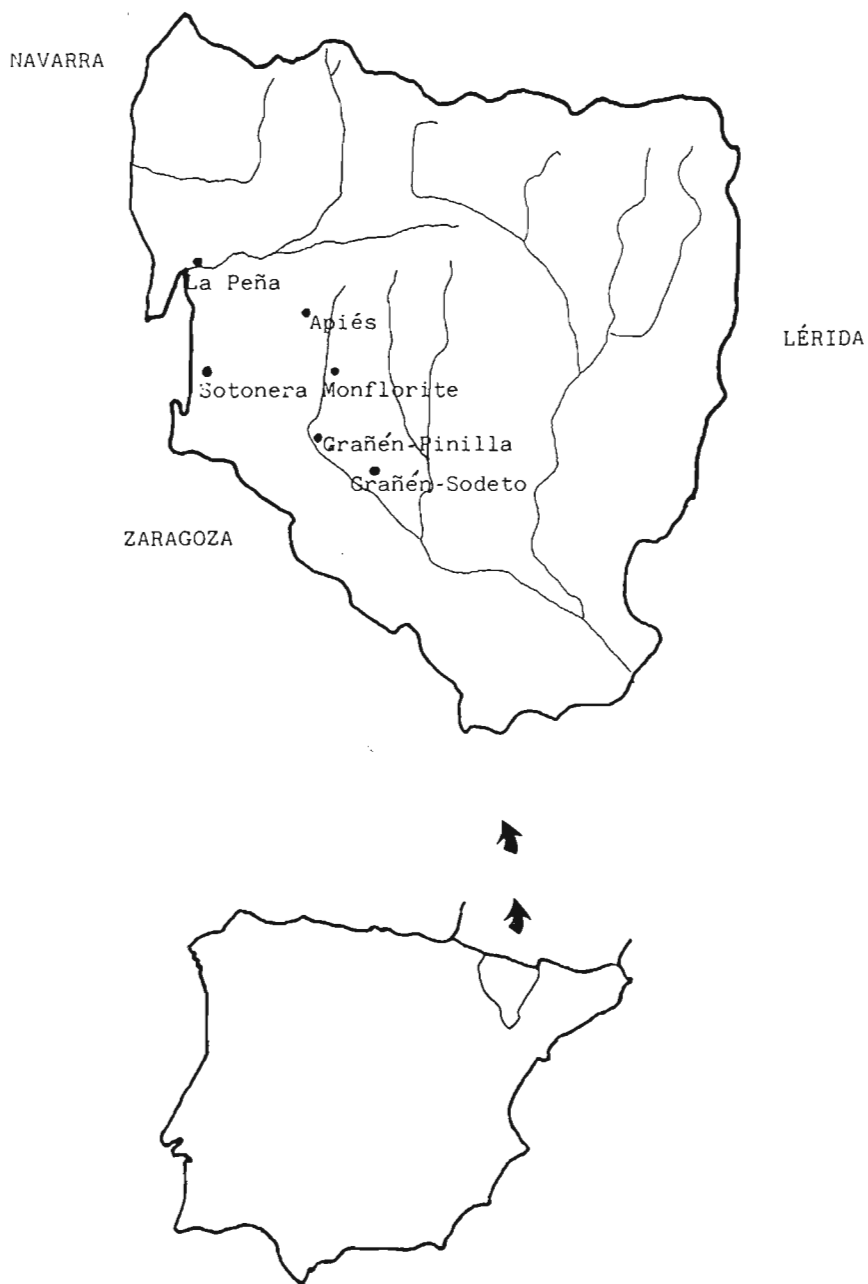 NAVARRA
La Peña
Apiés
LÉRIDA
Sotonera Monflorite
Grañén-Pinilla
Grañén-Sodeto
ZARAGOZA